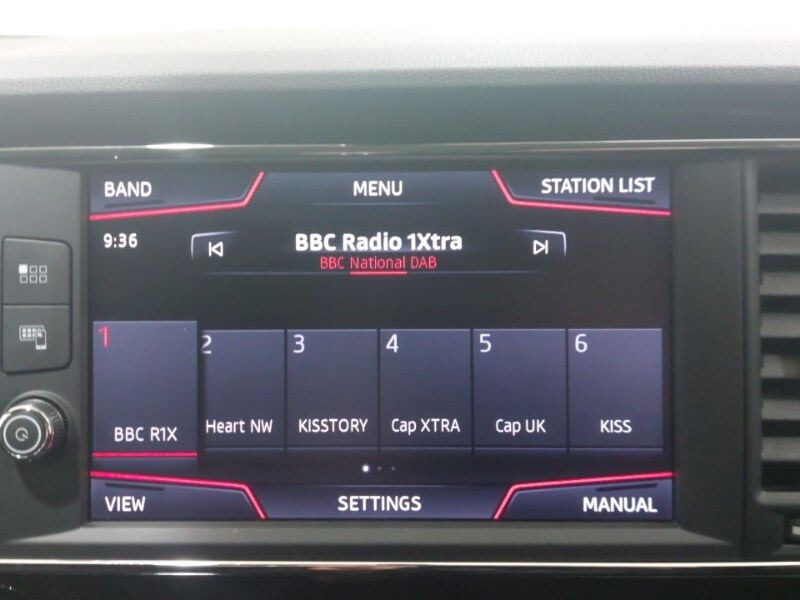 BAND MENU STATION LIST
9:36 BBC Radio 1Xtra
BBC National DAB
1 2 3 4 5 6
BBC R1X Heart NW KISSTORY Cap XTRA Cap UK KISS
VIEW SETTINGS MANUAL